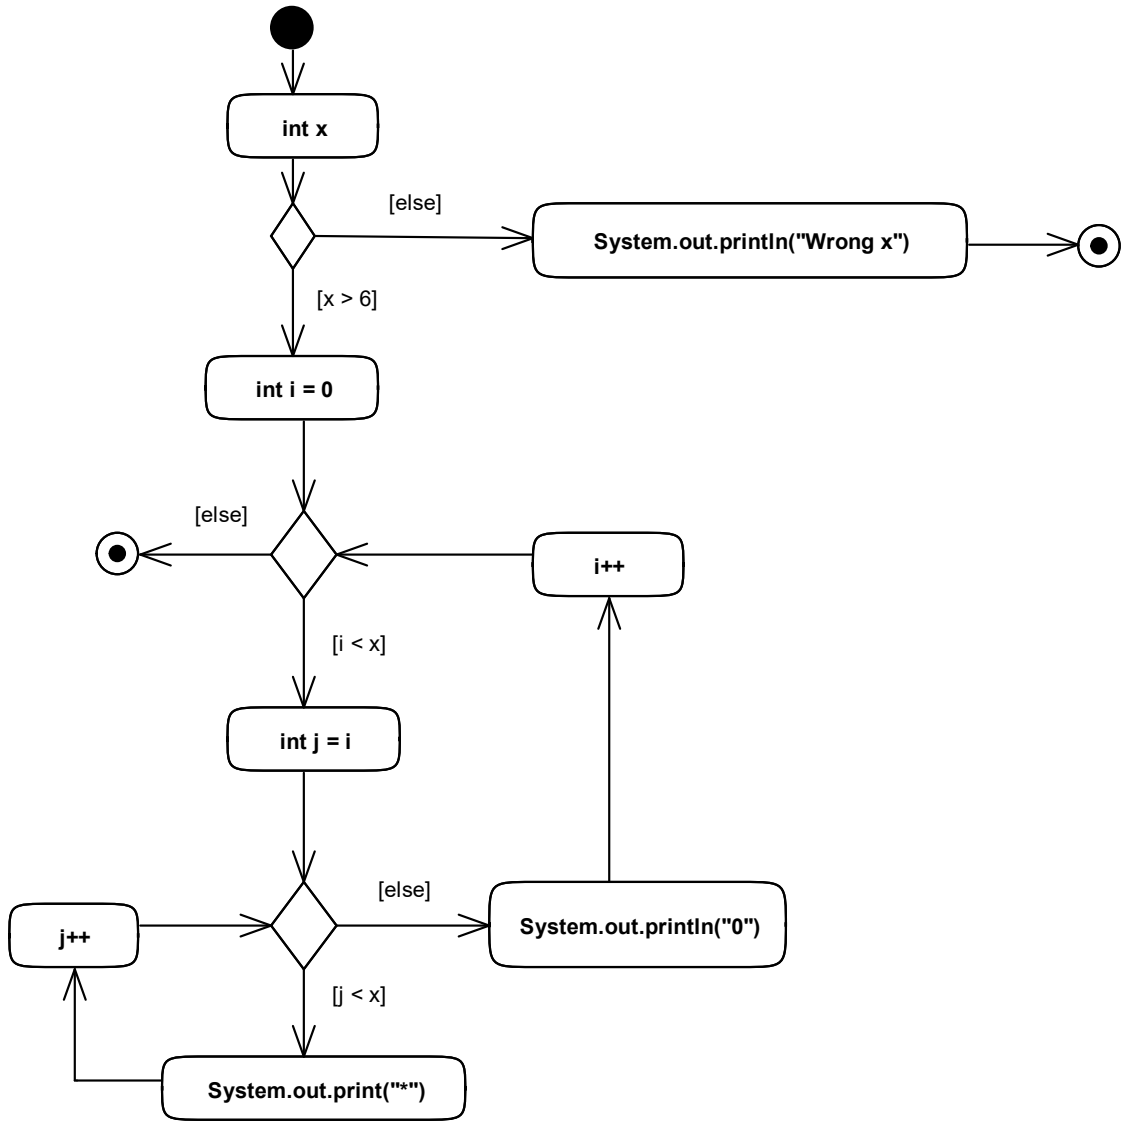 int x
[else]
System.out.println("Wrong x")
[x > 6]
int i = 0
[else]
i++
[i < x]
int j = i
[else]
System.out.println("0")
j++
[j < x]
System.out.print("*")